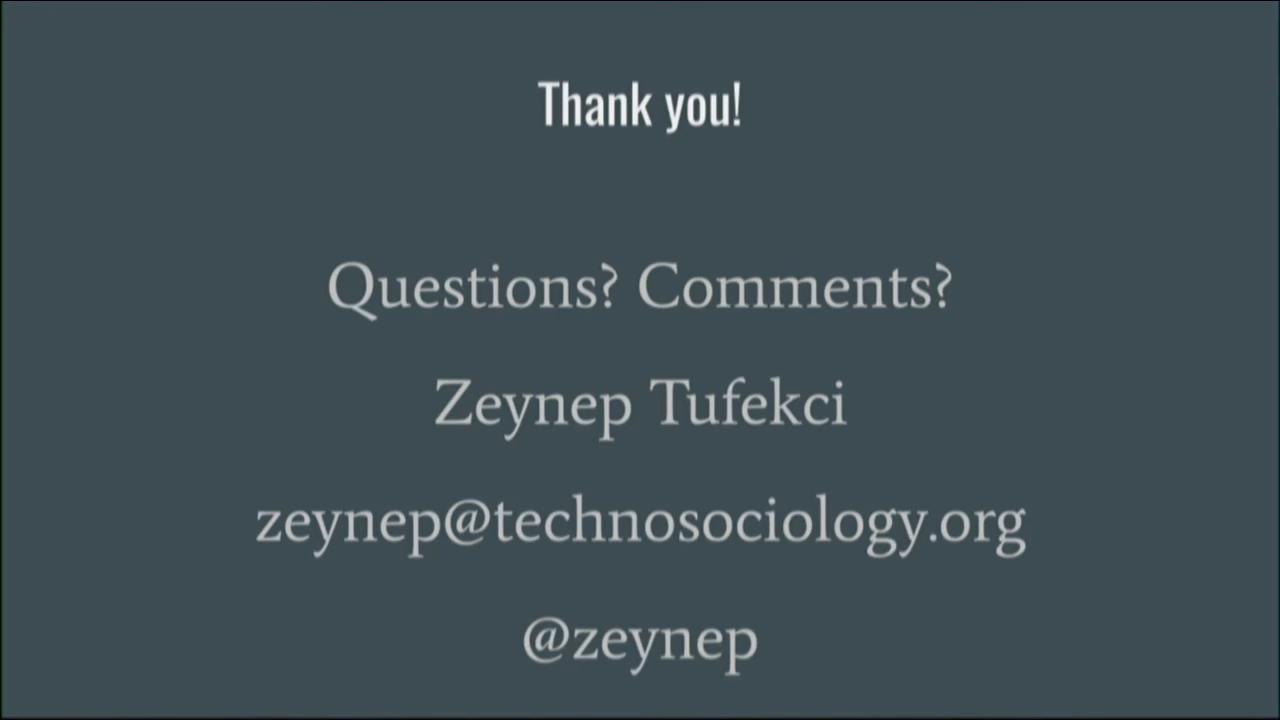 Thank you!
Questions? Comments?
Zeynep Tufekci
zeynep@technosociology.org
@zeynep